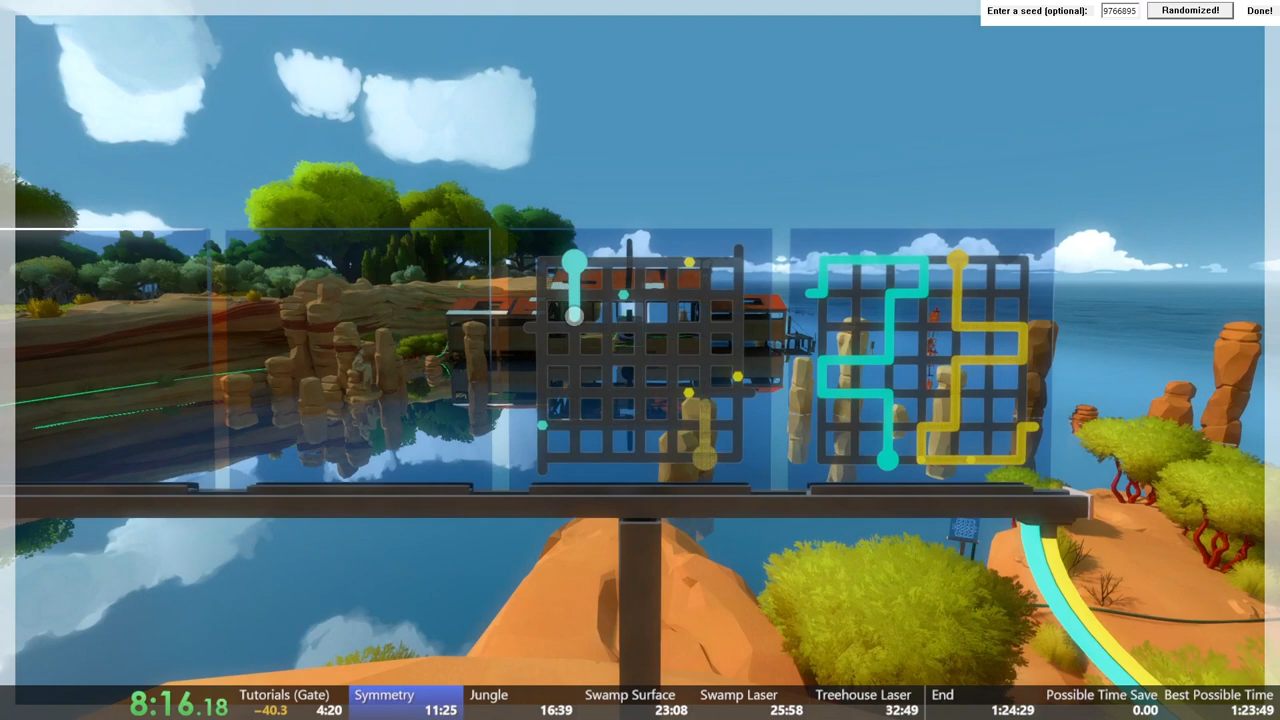 Enter a seed (optional): 9766895 Randomized! Done!
8:16.18
Tutorials (Gate) Symmetry Jungle Swamp Surface Swamp Laser Treehouse Laser End Possible Time Save Best Possible Time
−40.3 4:20 11:25 16:39 23:08 25:58 32:49 1:24:29 0.00 1:23:49